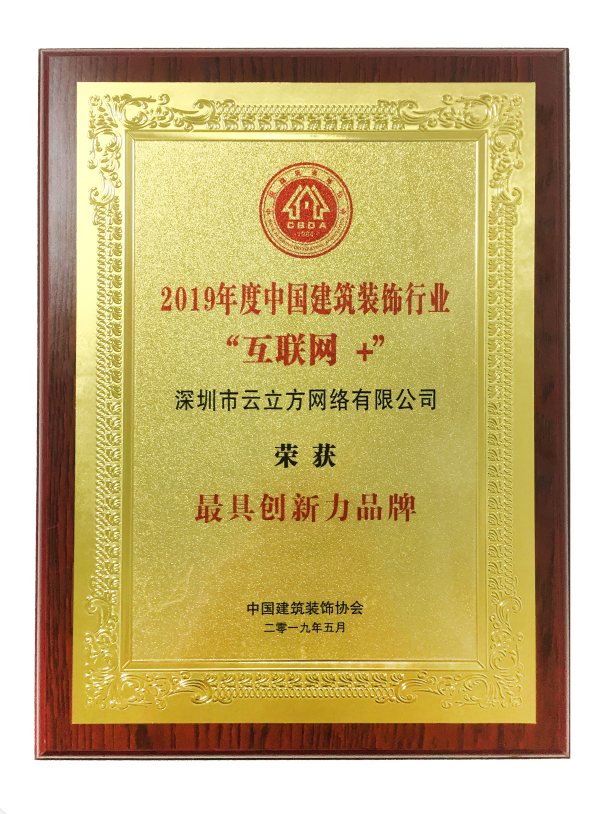 CBDA
1984
2019年度中国建筑装饰行业
“互联网 +”
深圳市云立方网络有限公司
荣 获
最具创新力品牌
中国建筑装饰协会
二零一九年五月